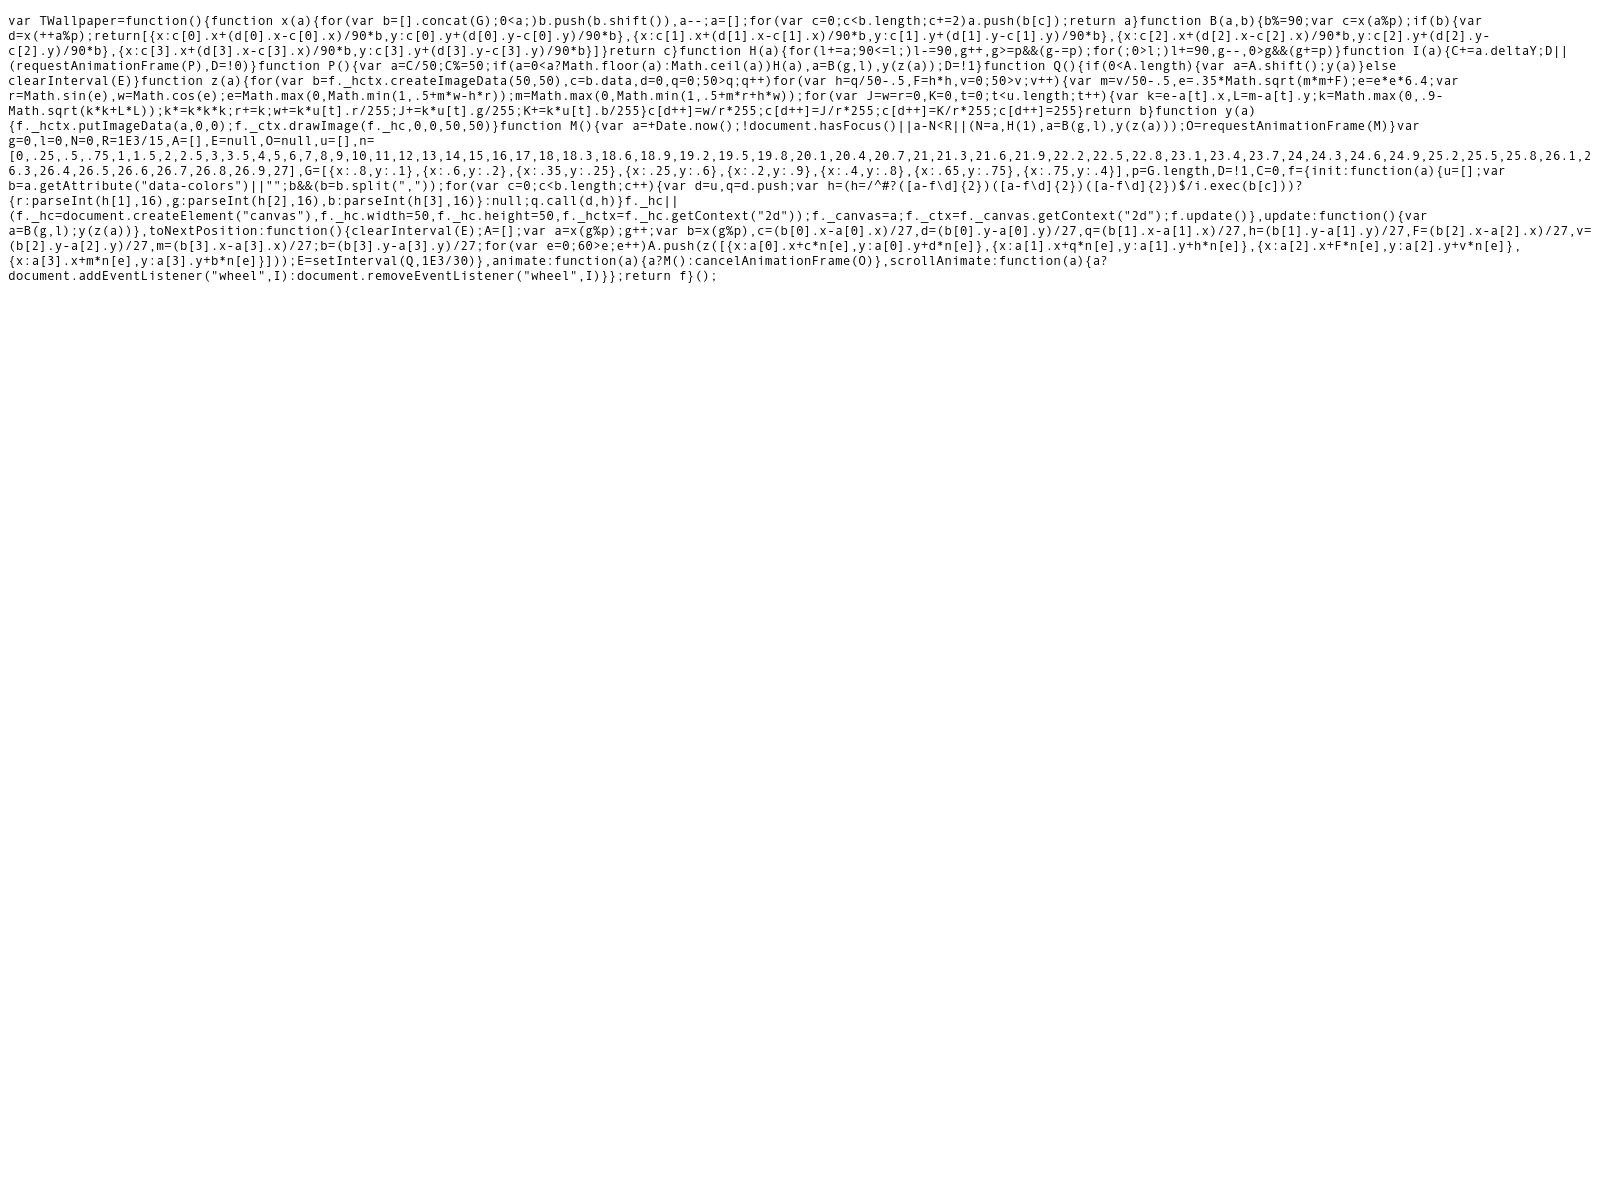 var TWallpaper=function(){function x(a){for(var b=[].concat(G);0<a;)b.push(b.shift()),a--;a=[];for(var c=0;c<b.length;c+=2)a.push(b[c]);return a}function B(a,b){b%=90;var c=x(a%p);if(b){var
d=x(++a%p);return[{x:c[0].x+(d[0].x-c[0].x)/90*b,y:c[0].y+(d[0].y-c[0].y)/90*b},{x:c[1].x+(d[1].x-c[1].x)/90*b,y:c[1].y+(d[1].y-c[1].y)/90*b},{x:c[2].x+(d[2].x-c[2].x)/90*b,y:c[2].y+(d[2].y-
c[2].y)/90*b},{x:c[3].x+(d[3].x-c[3].x)/90*b,y:c[3].y+(d[3].y-c[3].y)/90*b}]}return c}function H(a){for(l+=a;90<=l;)l-=90,g++,g>=p&&(g-=p);for(;0>l;)l+=90,g--,0>g&&(g+=p)}function I(a){C+=a.deltaY;D||
(requestAnimationFrame(P),D=!0)}function P(){var a=C/50;C%=50;if(a=0<a?Math.floor(a):Math.ceil(a))H(a),a=B(g,l),y(z(a));D=!1}function Q(){if(0<A.length){var a=A.shift();y(a)}else
clearInterval(E)}function z(a){for(var b=f._hctx.createImageData(50,50),c=b.data,d=0,q=0;50>q;q++)for(var h=q/50-.5,F=h*h,v=0;50>v;v++){var m=v/50-.5,e=.35*Math.sqrt(m*m+F);e=e*e*6.4;var
r=Math.sin(e),w=Math.cos(e);e=Math.max(0,Math.min(1,.5+m*w-h*r));m=Math.max(0,Math.min(1,.5+m*r+h*w));for(var J=w=r=0,K=0,t=0;t<u.length;t++){var k=e-a[t].x,L=m-a[t].y;k=Math.max(0,.9-
Math.sqrt(k*k+L*L));k*=k*k*k;r+=k;w+=k*u[t].r/255;J+=k*u[t].g/255;K+=k*u[t].b/255}c[d++]=w/r*255;c[d++]=J/r*255;c[d++]=K/r*255;c[d++]=255}return b}function y(a)
{f._hctx.putImageData(a,0,0);f._ctx.drawImage(f._hc,0,0,50,50)}function M(){var a=+Date.now();!document.hasFocus()||a-N<R||(N=a,H(1),a=B(g,l),y(z(a)));O=requestAnimationFrame(M)}var
g=0,l=0,N=0,R=1E3/15,A=[],E=null,O=null,u=[],n=
[0,.25,.5,.75,1,1.5,2,2.5,3,3.5,4,5,6,7,8,9,10,11,12,13,14,15,16,17,18,18.3,18.6,18.9,19.2,19.5,19.8,20.1,20.4,20.7,21,21.3,21.6,21.9,22.2,22.5,22.8,23.1,23.4,23.7,24,24.3,24.6,24.9,25.2,25.5,25.8,26.1,2
6.3,26.4,26.5,26.6,26.7,26.8,26.9,27],G=[{x:.8,y:.1},{x:.6,y:.2},{x:.35,y:.25},{x:.25,y:.6},{x:.2,y:.9},{x:.4,y:.8},{x:.65,y:.75},{x:.75,y:.4}],p=G.length,D=!1,C=0,f={init:function(a){u=[];var
b=a.getAttribute("data-colors")||"";b&&(b=b.split(","));for(var c=0;c<b.length;c++){var d=u,q=d.push;var h=(h=/^#?([a-f\d]{2})([a-f\d]{2})([a-f\d]{2})$/i.exec(b[c]))?
{r:parseInt(h[1],16),g:parseInt(h[2],16),b:parseInt(h[3],16)}:null;q.call(d,h)}f._hc||
(f._hc=document.createElement("canvas"),f._hc.width=50,f._hc.height=50,f._hctx=f._hc.getContext("2d"));f._canvas=a;f._ctx=f._canvas.getContext("2d");f.update()},update:function(){var
a=B(g,l);y(z(a))},toNextPosition:function(){clearInterval(E);A=[];var a=x(g%p);g++;var b=x(g%p),c=(b[0].x-a[0].x)/27,d=(b[0].y-a[0].y)/27,q=(b[1].x-a[1].x)/27,h=(b[1].y-a[1].y)/27,F=(b[2].x-a[2].x)/27,v=
(b[2].y-a[2].y)/27,m=(b[3].x-a[3].x)/27;b=(b[3].y-a[3].y)/27;for(var e=0;60>e;e++)A.push(z([{x:a[0].x+c*n[e],y:a[0].y+d*n[e]},{x:a[1].x+q*n[e],y:a[1].y+h*n[e]},{x:a[2].x+F*n[e],y:a[2].y+v*n[e]},
{x:a[3].x+m*n[e],y:a[3].y+b*n[e]}]));E=setInterval(Q,1E3/30)},animate:function(a){a?M():cancelAnimationFrame(O)},scrollAnimate:function(a){a?
document.addEventListener("wheel",I):document.removeEventListener("wheel",I)}};return f}();